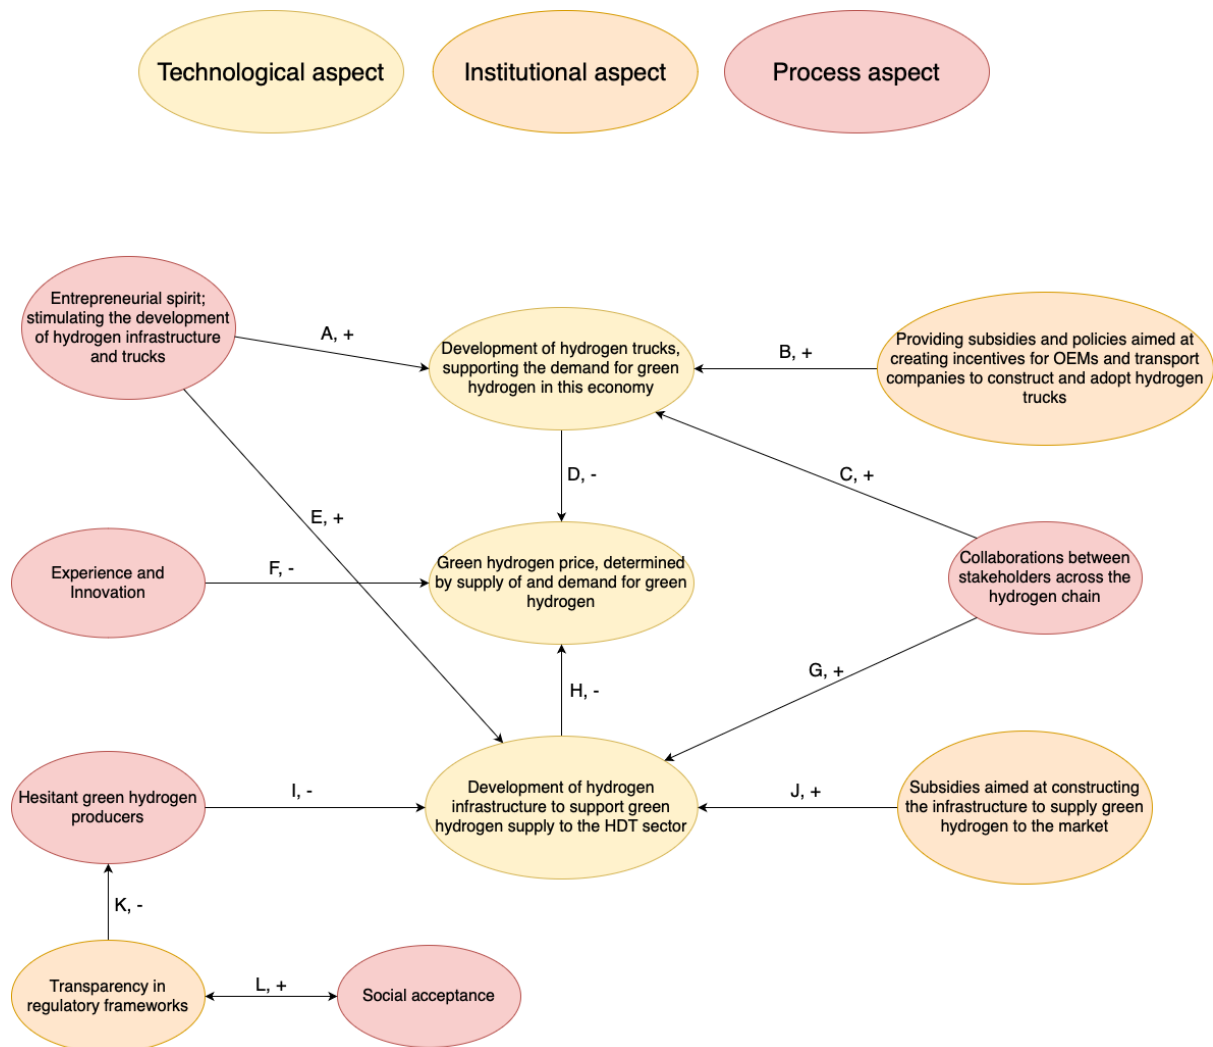 Technological aspect
Institutional aspect
Process aspect
Entrepreneurial spirit;
stimulating the development
of hydrogen infrastructure
and trucks
A, +
Development of hydrogen trucks,
supporting the demand for green
hydrogen in this economy
B, +
Providing subsidies and policies aimed at
creating incentives for OEMs and transport
companies to construct and adopt hydrogen
trucks
D, -
C, +
E, +
Experience and
Innovation
F, -
Green hydrogen price, determined
by supply of and demand for green
hydrogen
Collaborations between
stakeholders across the
hydrogen chain
H, -
G, +
Hesitant green hydrogen
producers
I, -
Development of hydrogen
infrastructure to support green
hydrogen supply to the HDT sector
J, +
Subsidies aimed at constructing
the infrastructure to supply green
hydrogen to the market
K, -
Transparency in
regulatory frameworks
L, +
Social acceptance